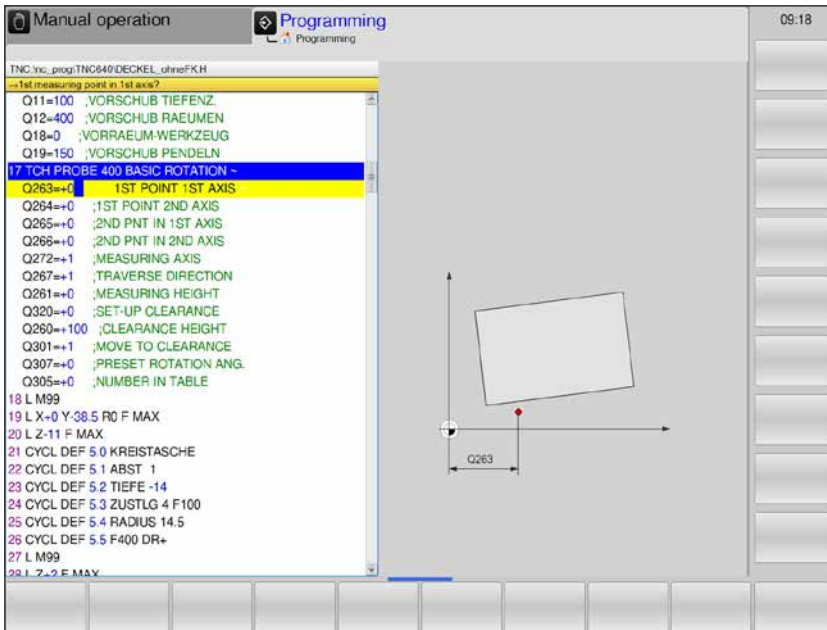 Manual operation
Programming
Programming
09:18
TNC:\nc_prog\TNC640\DECKEL_ohneFK.H
→1st measuring point in 1st axis?
Q11=100 ;VORSCHUB TIEFENZ.
Q12=400 ;VORSCHUB RAEUMEN
Q18=0 ;VORRAEUM-WERKZEUG
Q19=150 ;VORSCHUB PENDELN
17 TCH PROBE 400 BASIC ROTATION ~
Q263=+0 1ST POINT 1ST AXIS
Q264=+0 ;1ST POINT 2ND AXIS
Q265=+0 ;2ND PNT IN 1ST AXIS
Q266=+0 ;2ND PNT IN 2ND AXIS
Q272=+1 ;MEASURING AXIS
Q267=+1 ;TRAVERSE DIRECTION
Q261=+0 ;MEASURING HEIGHT
Q320=+0 ;SET-UP CLEARANCE
Q260=+100 ;CLEARANCE HEIGHT
Q301=+1 ;MOVE TO CLEARANCE
Q307=+0 ;PRESET ROTATION ANG.
Q305=+0 ;NUMBER IN TABLE
18 L M99
19 L X+0 Y-38.5 R0 F MAX
20 L Z-11 F MAX
21 CYCL DEF 5.0 KREISTASCHE
22 CYCL DEF 5.1 ABST 1
23 CYCL DEF 5.2 TIEFE -14
24 CYCL DEF 5.3 ZUSTLG 4 F100
25 CYCL DEF 5.4 RADIUS 14.5
26 CYCL DEF 5.5 F400 DR+
27 L M99
28 L Z+2 F MAX
Q263